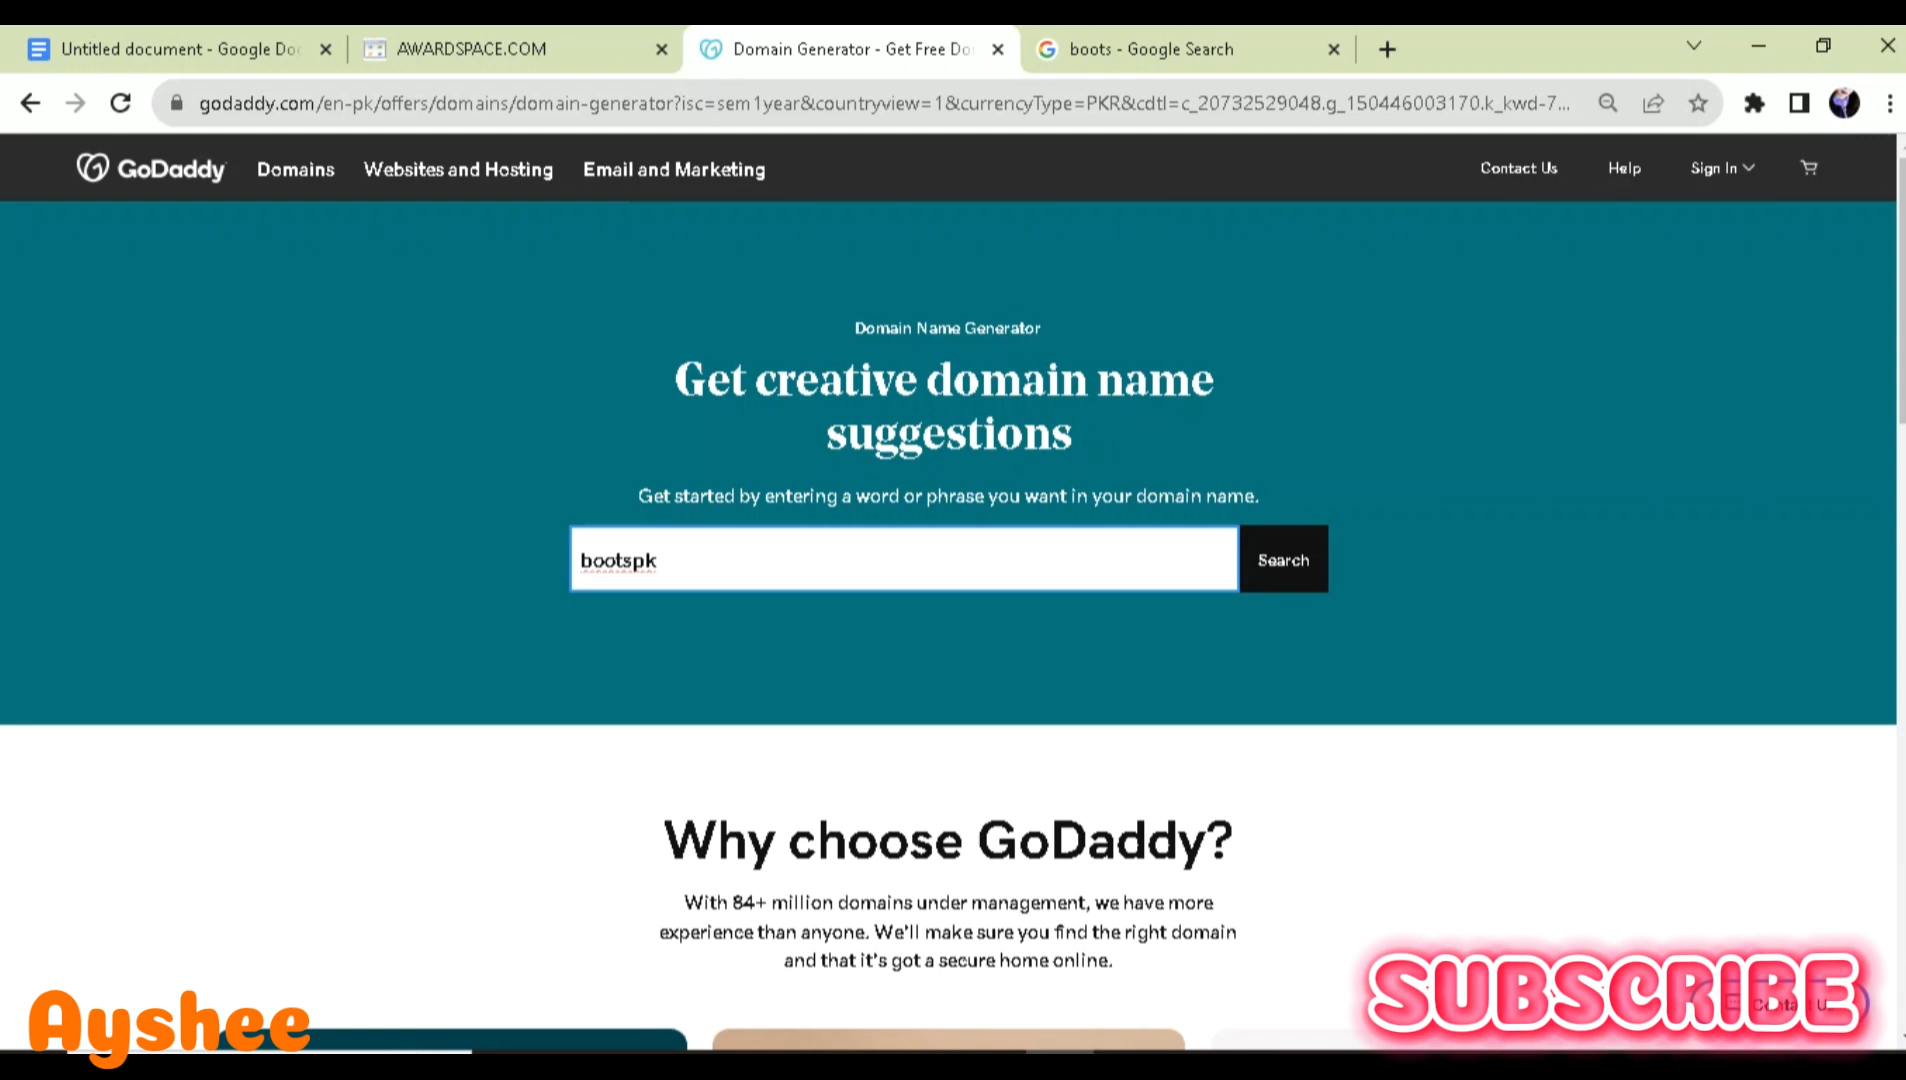 Untitled document - Google Do
AWARDSPACE.COM
Domain Generator - Get Free Do
boots - Google Search
godaddy.com/en-pk/offers/domains/domain-generator?isc=sem1year&countryview=1&currencyType=PKR&cdtl=c_20732529048.g_150446003170.k_kwd-7...
GoDaddy
Domains
Websites and Hosting
Email and Marketing
Contact Us
Help
Sign In
Domain Name Generator
Get creative domain name
suggestions
Get started by entering a word or phrase you want in your domain name.
bootspk
Search
Why choose GoDaddy?
With 84+ million domains under management, we have more
experience than anyone. We'll make sure you find the right domain
and that it's got a secure home online.
Ayshee
SUBSCRIBE